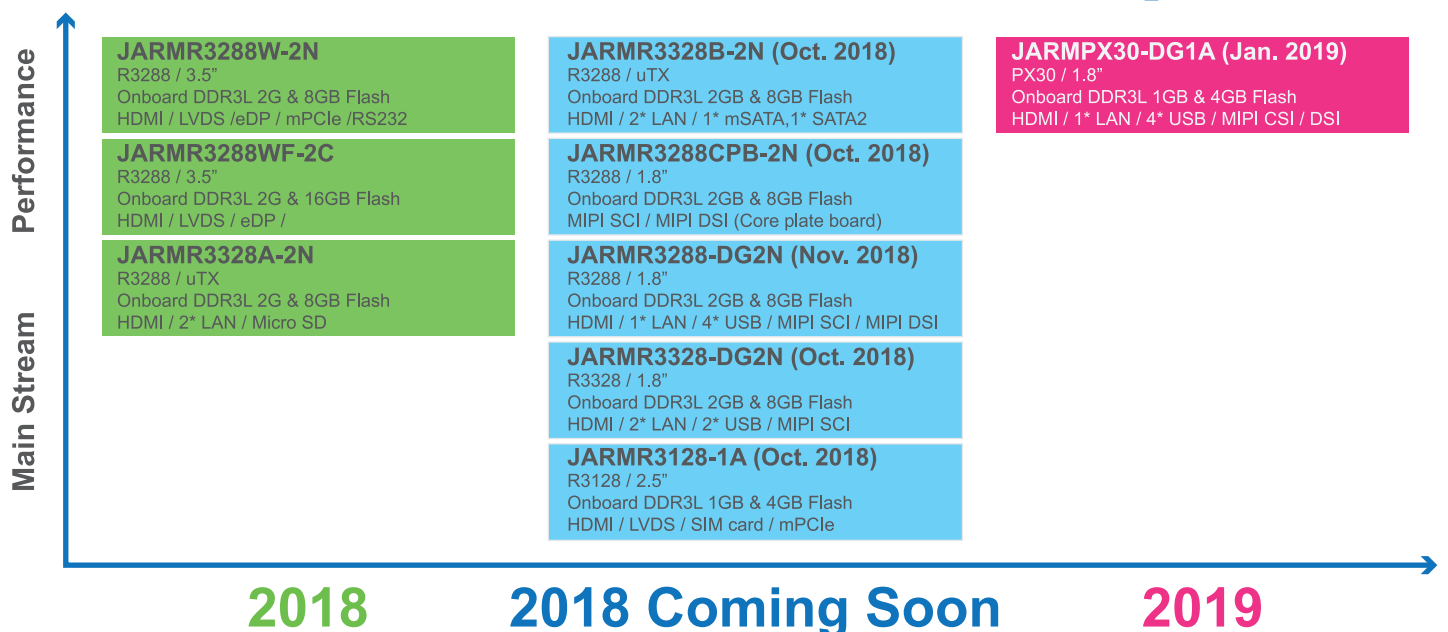 Performance
Main Stream
JARMR3288W-2N
R3288 / 3.5”
Onboard DDR3L 2G & 8GB Flash
HDMI / LVDS /eDP / mPCIe /RS232
JARMR3288WF-2C
R3288 / 3.5”
Onboard DDR3L 2G & 16GB Flash
HDMI / LVDS / eDP /
JARMR3328A-2N
R3288 / uTX
Onboard DDR3L 2G & 8GB Flash
HDMI / 2* LAN / Micro SD
JARMR3328B-2N (Oct. 2018)
R3288 / uTX
Onboard DDR3L 2GB & 8GB Flash
HDMI / 2* LAN / 1* mSATA,1* SATA2
JARMR3288CPB-2N (Oct. 2018)
R3288 / 1.8”
Onboard DDR3L 2GB & 8GB Flash
MIPI SCI / MIPI DSI (Core plate board)
JARMR3288-DG2N (Nov. 2018)
R3288 / 1.8”
Onboard DDR3L 2GB & 8GB Flash
HDMI / 1* LAN / 4* USB / MIPI SCI / MIPI DSI
JARMR3328-DG2N (Oct. 2018)
R3328 / 1.8”
Onboard DDR3L 2GB & 8GB Flash
HDMI / 2* LAN / 2* USB / MIPI SCI
JARMR3128-1A (Oct. 2018)
R3128 / 2.5”
Onboard DDR3L 1GB & 4GB Flash
HDMI / LVDS / SIM card / mPCIe
JARMPX30-DG1A (Jan. 2019)
PX30 / 1.8”
Onboard DDR3L 1GB & 4GB Flash
HDMI / 1* LAN / 4* USB / MIPI CSI / DSI
2018
2018 Coming Soon
2019